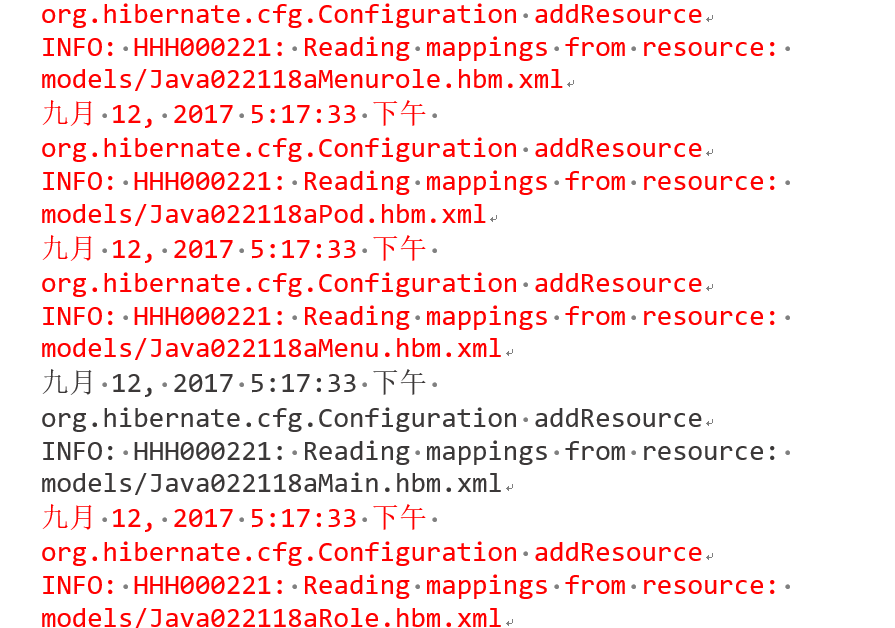 org.hibernate.cfg.Configuration addResource
INFO: HHH000221: Reading mappings from resource:
models/Java022118aMenurole.hbm.xml
九月 12, 2017 5:17:33 下午
org.hibernate.cfg.Configuration addResource
INFO: HHH000221: Reading mappings from resource:
models/Java022118aPod.hbm.xml
九月 12, 2017 5:17:33 下午
org.hibernate.cfg.Configuration addResource
INFO: HHH000221: Reading mappings from resource:
models/Java022118aMenu.hbm.xml
九月 12, 2017 5:17:33 下午
org.hibernate.cfg.Configuration addResource
INFO: HHH000221: Reading mappings from resource:
models/Java022118aMain.hbm.xml
九月 12, 2017 5:17:33 下午
org.hibernate.cfg.Configuration addResource
INFO: HHH000221: Reading mappings from resource:
models/Java022118aRole.hbm.xml